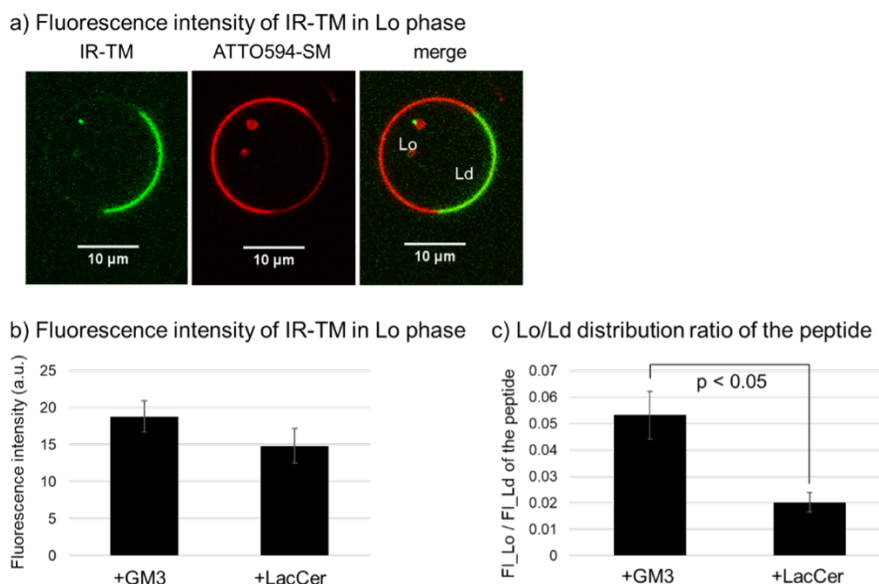 a) Fluorescence intensity of IR-TM in Lo phase
IR-TM ATTO594-SM merge
Lo
Ld
10 μm 10 μm 10 μm
b) Fluorescence intensity of IR-TM in Lo phase
Fluorescence intensity (a.u.)
25
20
15
10
5
0
+GM3 +LacCer
c) Lo/Ld distribution ratio of the peptide
FI_Lo / FI_Ld of the peptide
0.07
0.06
0.05
0.04
0.03
0.02
0.01
0
p < 0.05
+GM3 +LacCer